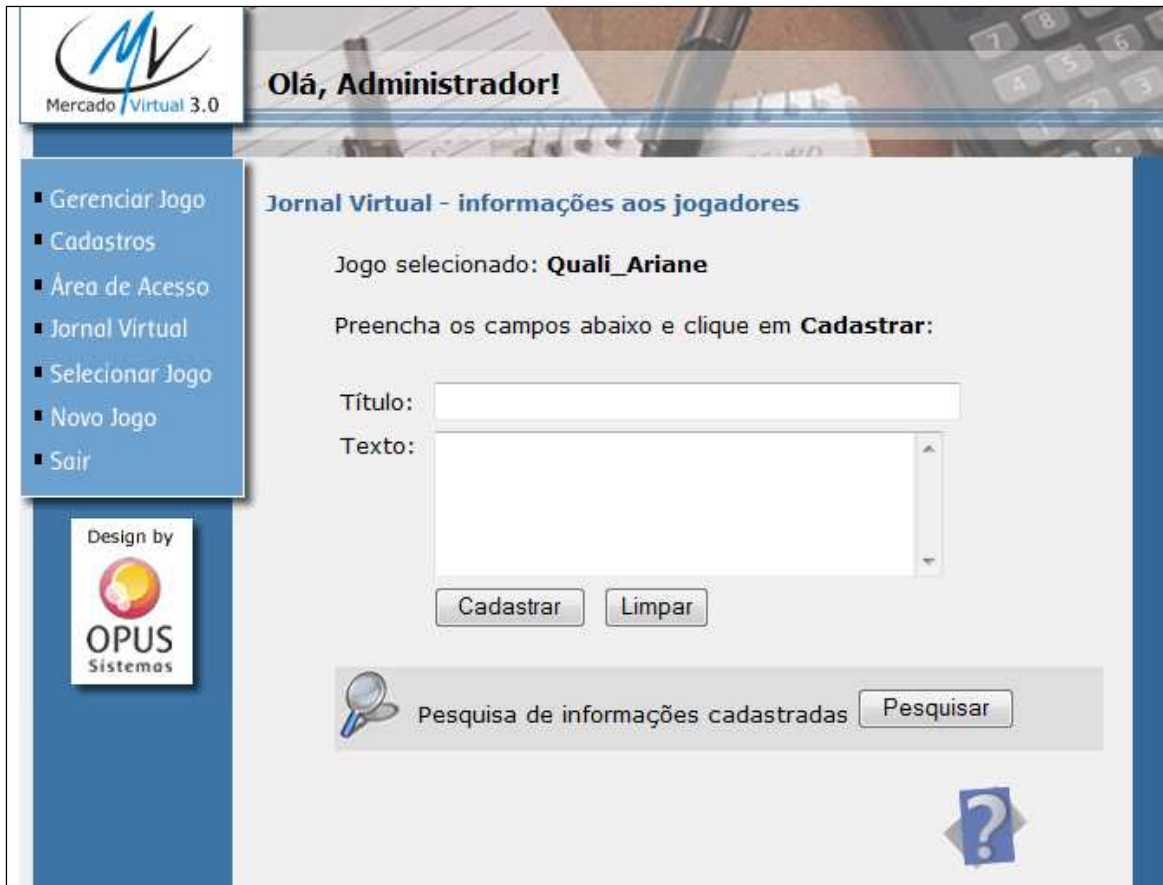 MV
Mercado Virtual 3.0
Olá, Administrador!
Gerenciar Jogo
Cadastros
Área de Acesso
Jornal Virtual
Selecionar Jogo
Novo Jogo
Sair
Design by
OPUS
Sistemas
Jornal Virtual - informações aos jogadores
Jogo selecionado: Quali_Ariane
Preencha os campos abaixo e clique em Cadastrar:
Título:
Texto:
Cadastrar Limpar
Pesquisa de informações cadastradas Pesquisar
?